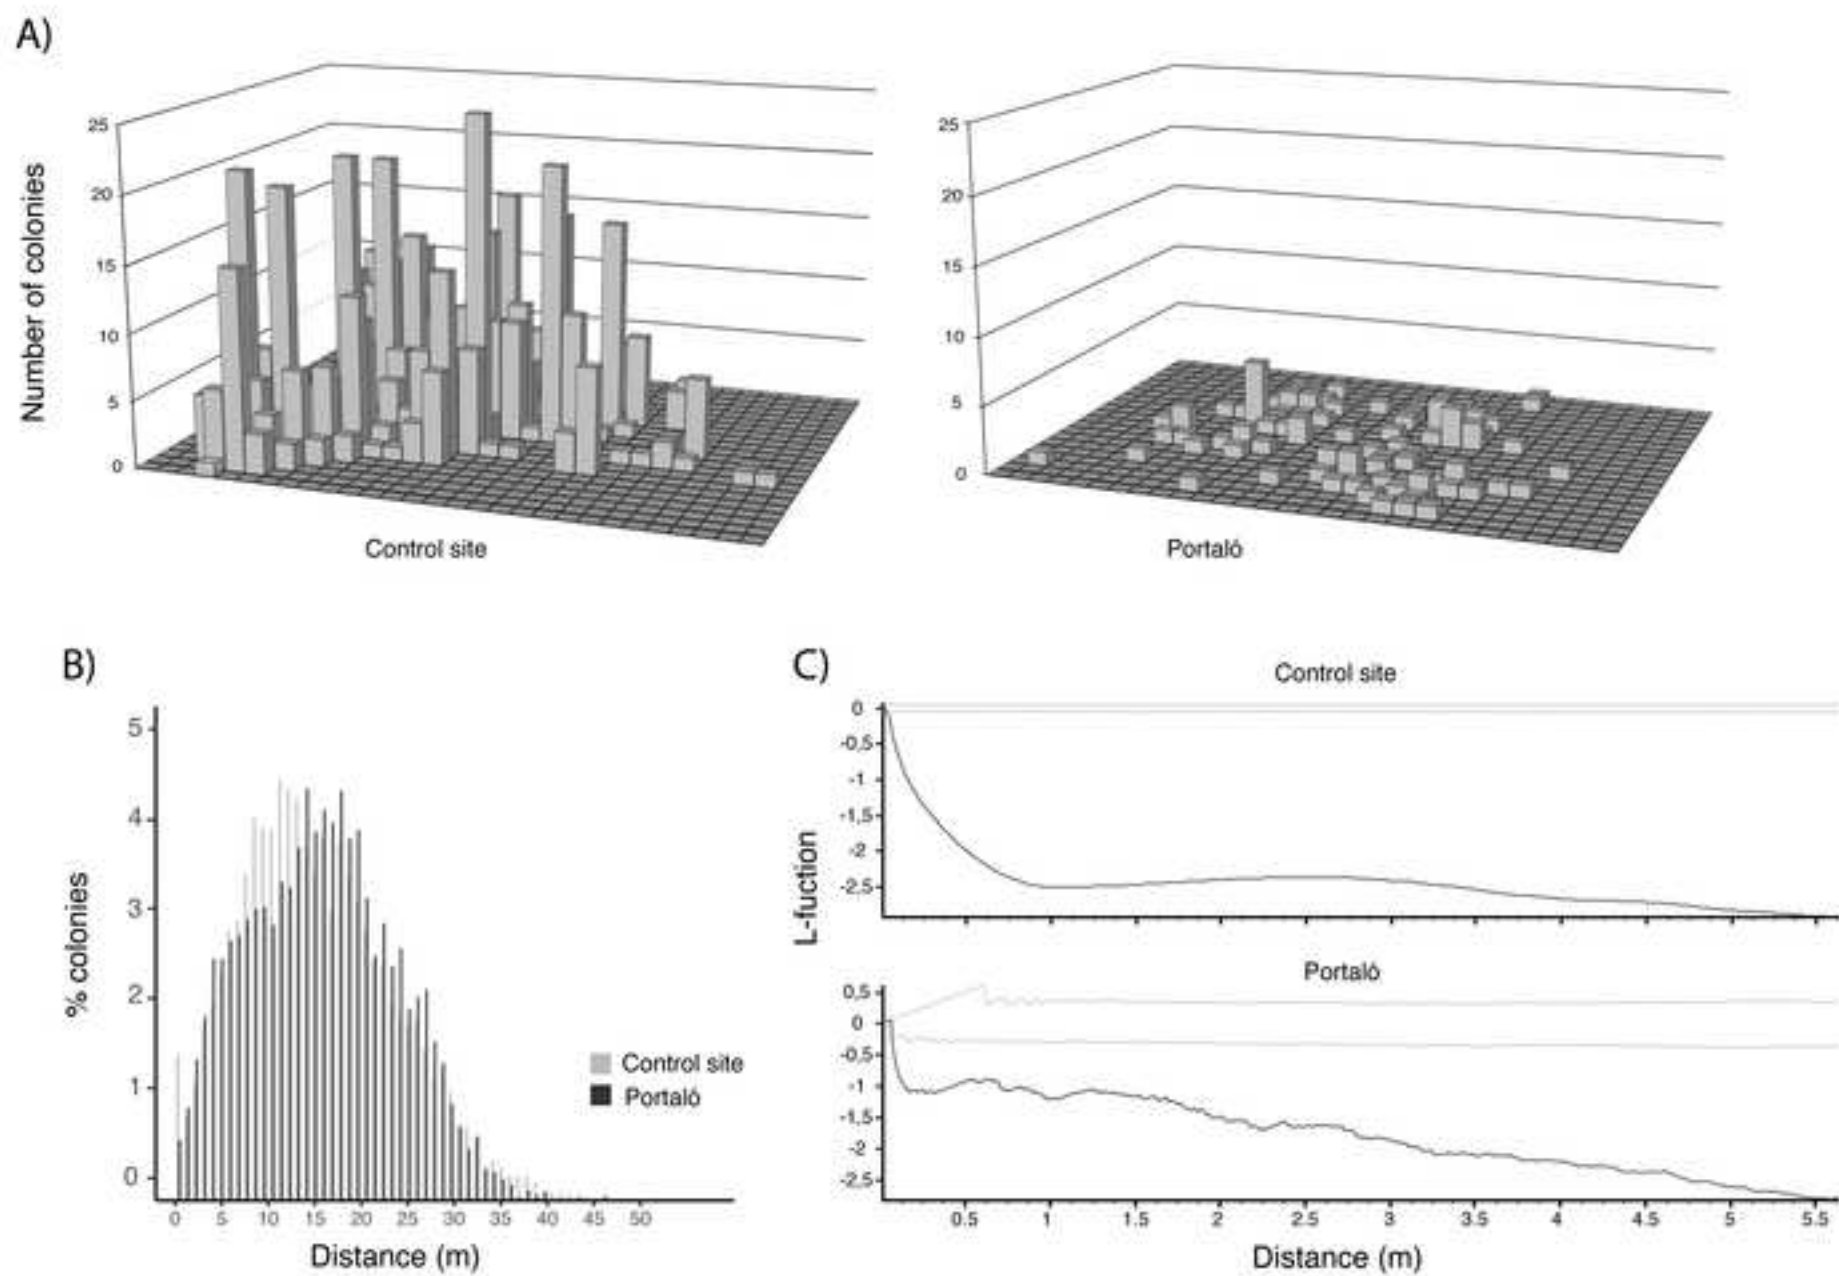 A)
25
20
15
10
5
0
Number of colonies
Control site
25
20
15
10
5
0
Portaló
B)
5
4
3
2
1
0
% colonies
Control site
Portaló
0 5 10 15 20 25 30 35 40 45 50
Distance (m)
C)
Control site
0
-0,5
-1
-1,5
-2
-2,5
L-fuction
Portaló
0,5
0
-0,5
-1
-1,5
-2
-2,5
0.5 1 1.5 2 2.5 3 3.5 4 4.5 5 5.5
Distance (m)